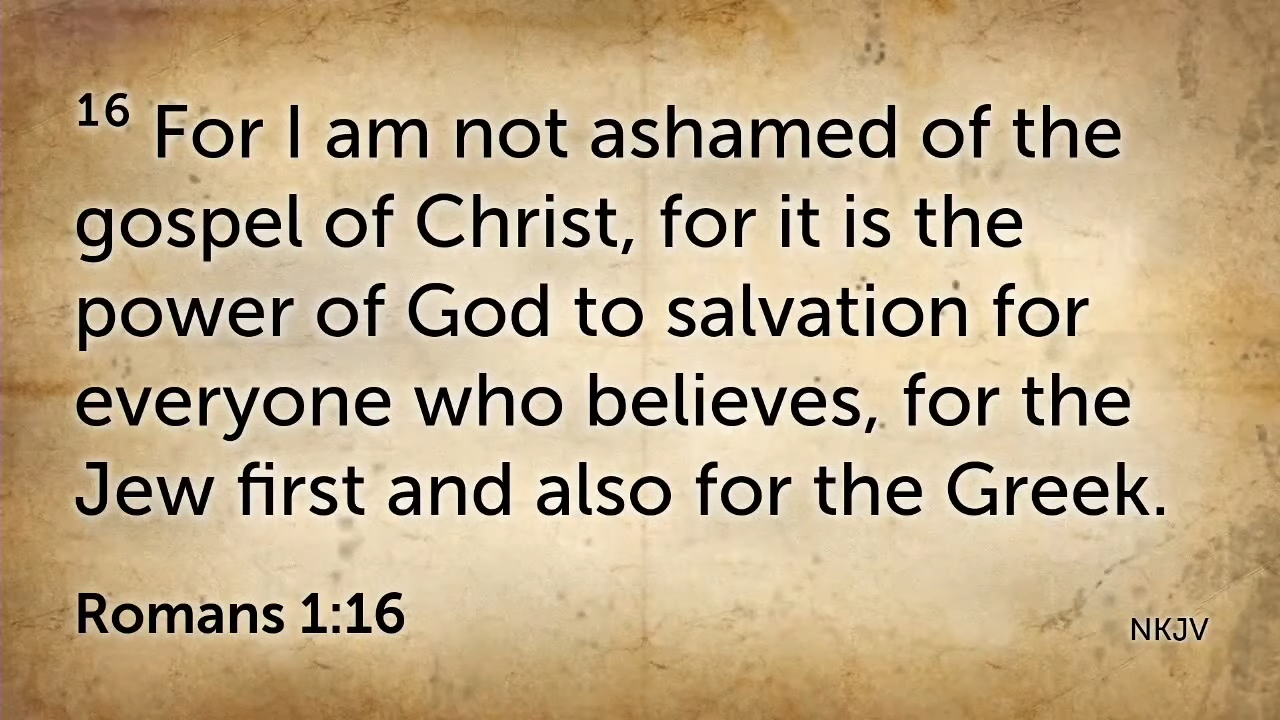 16 For I am not ashamed of the
gospel of Christ, for it is the
power of God to salvation for
everyone who believes, for the
Jew first and also for the Greek.
Romans 1:16
NKJV